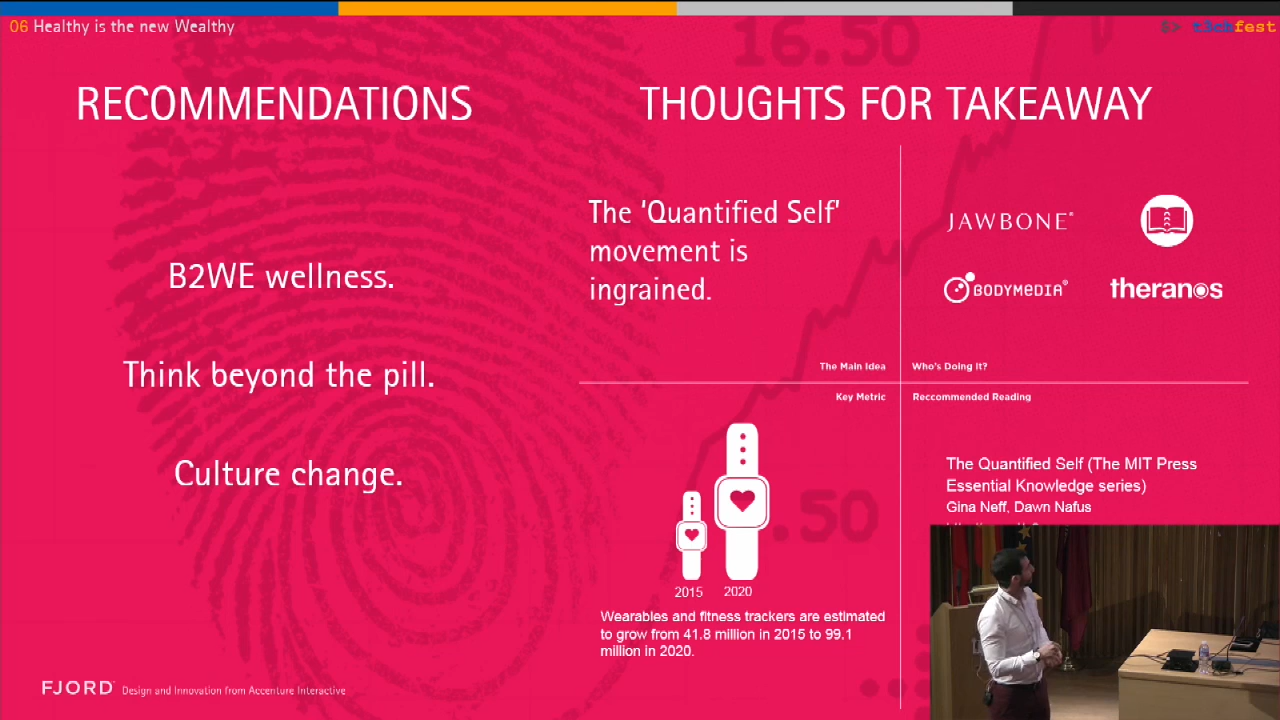 06 Healthy is the new Wealthy
$> t3chfest
RECOMMENDATIONS
B2WE wellness.
Think beyond the pill.
Culture change.
THOUGHTS FOR TAKEAWAY
The ‘Quantified Self’
movement is
ingrained.
The Main Idea
JAWBONE
BODYMEDIA®
theranos
Who's Doing It?
Key Metric
2015 2020
Wearables and fitness trackers are estimated
to grow from 41.8 million in 2015 to 99.1
million in 2020.
Reccommended Reading
The Quantified Self (The MIT Press
Essential Knowledge series)
Gina Neff, Dawn Nafus
16.50
.50
FJORD Design and Innovation from Accenture Interactive